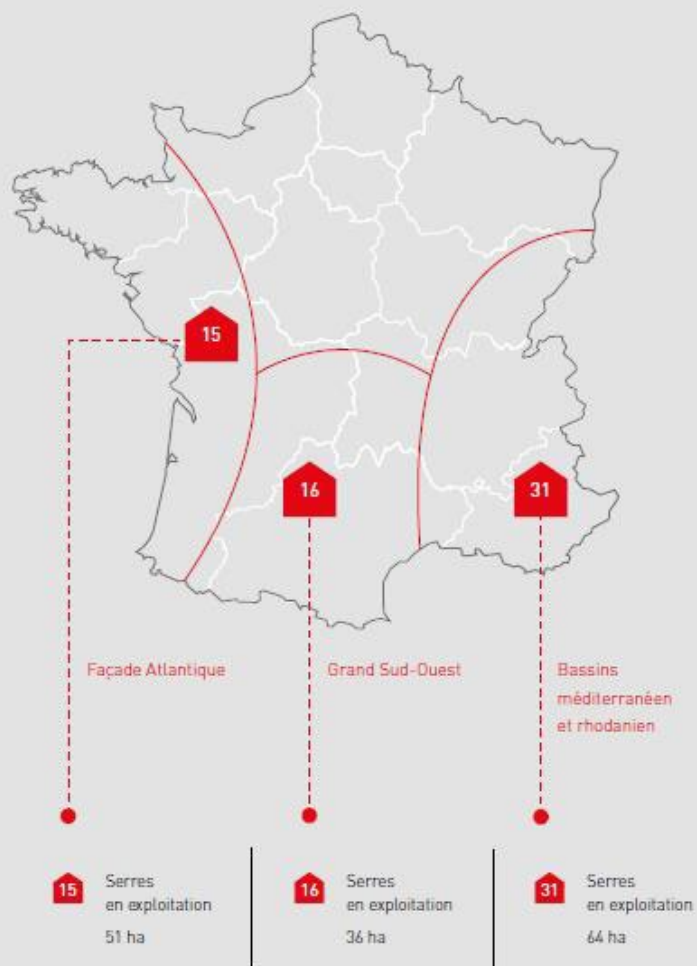 15
16
31
Façade Atlantique
Grand Sud-Ouest
Bassins
méditerranéen
et rhodanien
15
Serres
en exploitation
51 ha
16
Serres
en exploitation
36 ha
31
Serres
en exploitation
64 ha